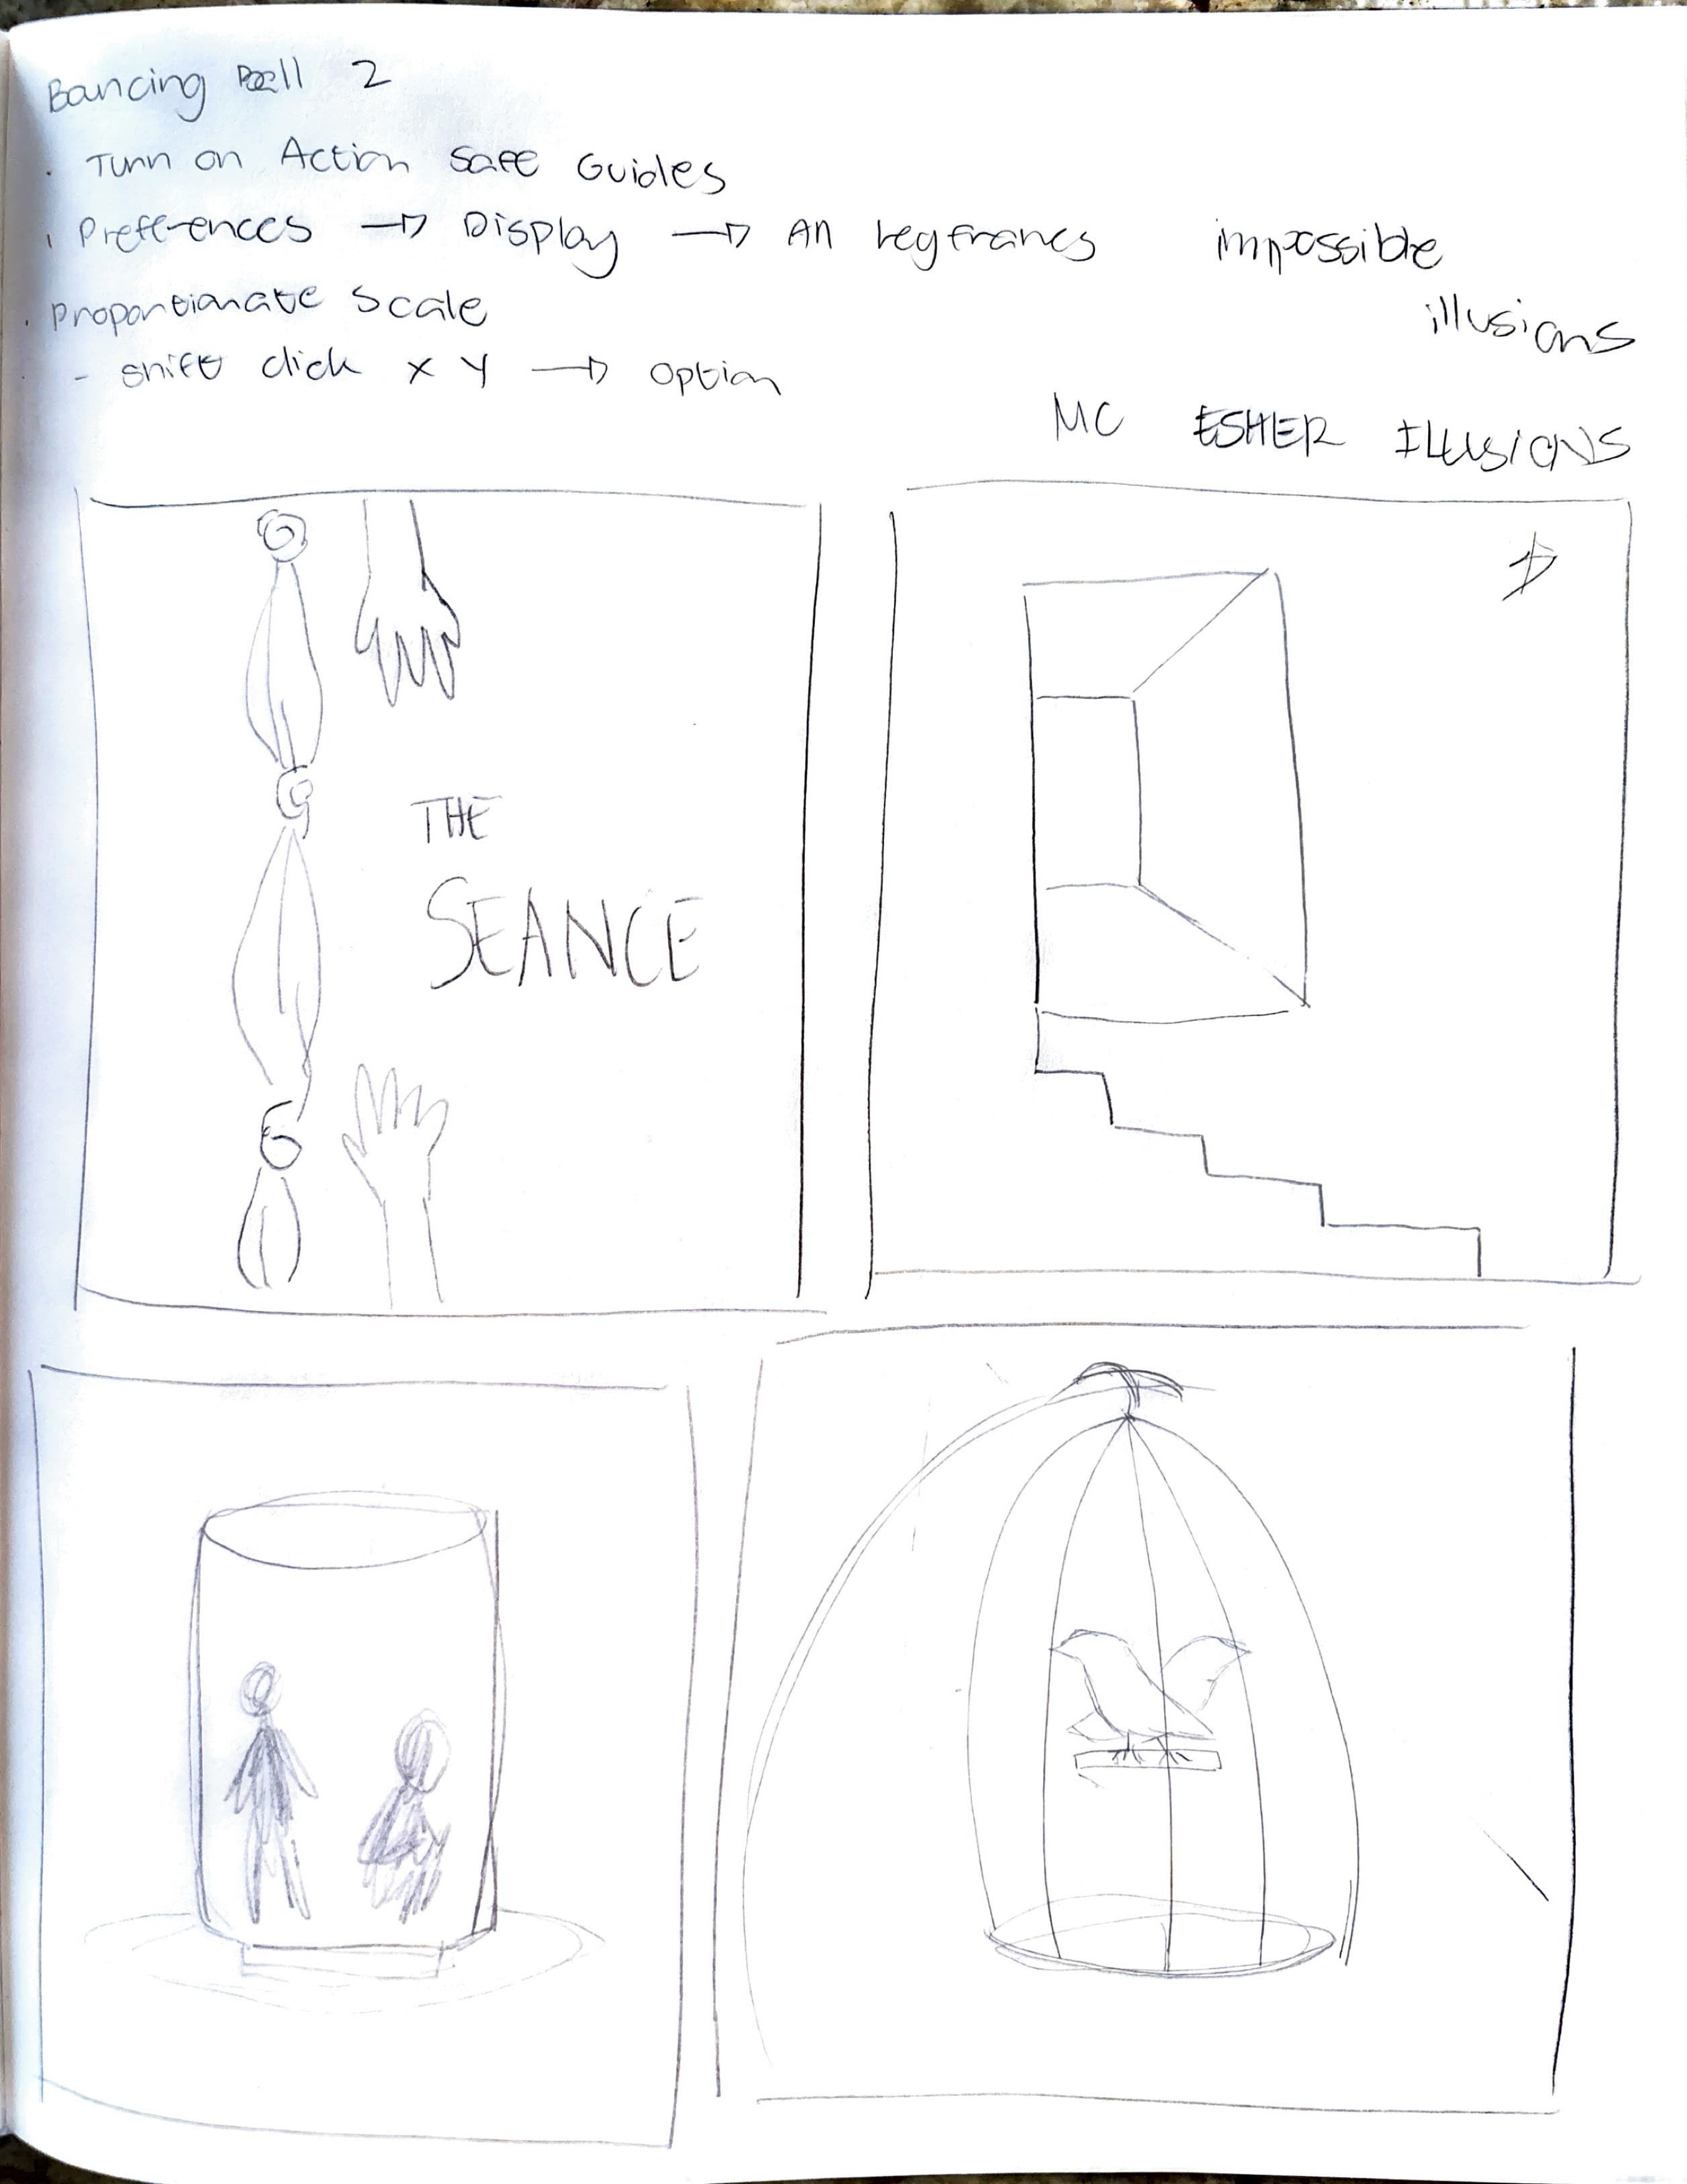 Bouncing Ball 2
. Turn on Action Safe Guides
. Preferences → Display → All keyframes
. Proportionate Scale
- shift click X Y → option
impossible
illusions
MC ESHER ILLUSIONS
THE
SEANCE